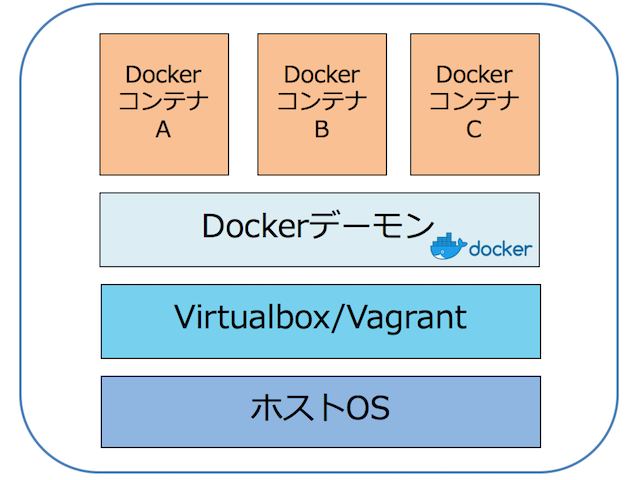 Docker
コンテナ
A
Docker
コンテナ
B
Docker
コンテナ
C
Dockerデーモン
docker
Virtualbox/Vagrant
ホストOS